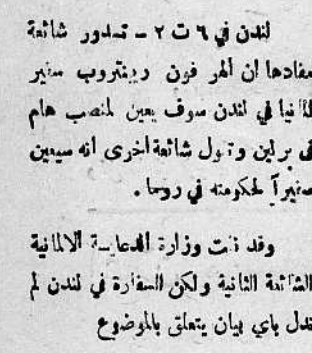 لندن في ٦ ت ٢ ـ تدور شائعة
مفادها ان الهر فون ريبنتروب سفير
المانيا في لندن سوف يعين لمنصب هام
في برلين وتقول شائعة اخرى انه سيعين
سفيراً لحكومته في روما .
وقد نفت وزارة الدعاية الالمانية
الشائعة الثانية ولكن السفارة في لندن لم
تدل باي بيان يتعلق بالموضوع